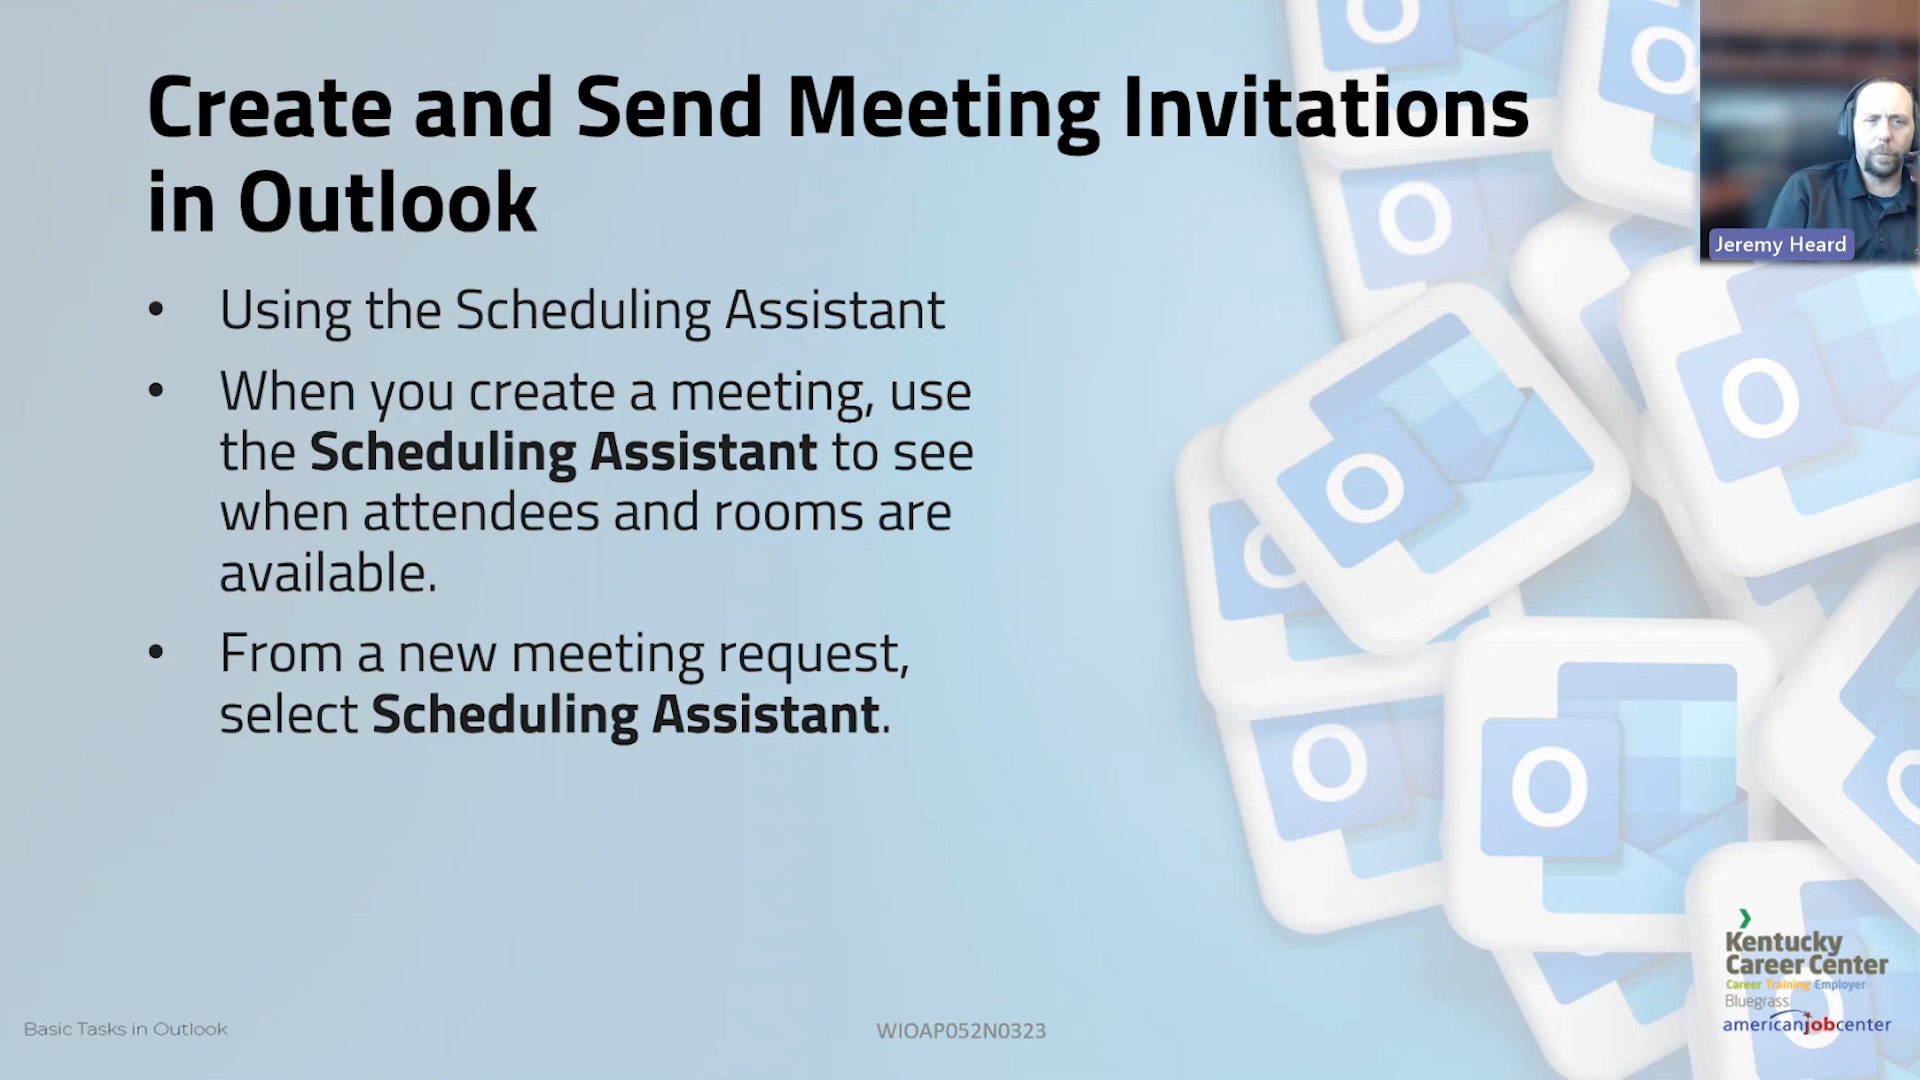 Create and Send Meeting Invitations
in Outlook
Jeremy Heard
• Using the Scheduling Assistant
• When you create a meeting, use
the Scheduling Assistant to see
when attendees and rooms are
available.
• From a new meeting request,
select Scheduling Assistant.
Kentucky
Career Center
Career Training Employer
Bluegrass
americanjobcenter
Basic Tasks in Outlook
WIOAP052N0323